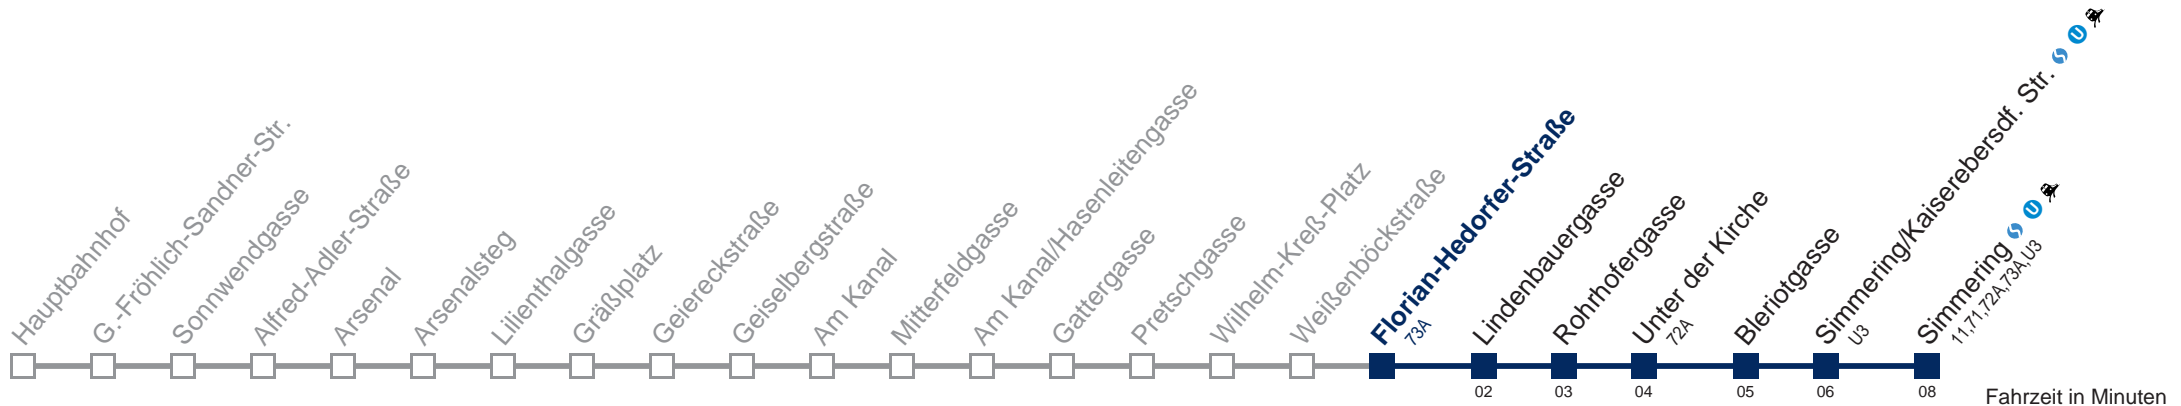 Hauptbahnhof
G.-Fröhlich-Sandner-Str.
Sonnwendgasse
Alfred-Adler-Straße
Arsenal
Arsenalsteg
Lilienthalgasse
Gräßlplatz
Geiereckstraße
Geiselbergstraße
Am Kanal
Mitterfeldgasse
Am Kanal/Hasenleitengasse
Gattergasse
Pretschgasse
Wilhelm-Kreß-Platz
Weißenböckstraße
Florian-Hedorfer-Straße
73A
Lindenbauergasse
Rohrhofergasse
Unter der Kirche
72A
Bleriotgasse
Simmering/Kaiserebersdf. Str. S U
U3
Simmering S U
11,71,72A,73A,U3
02 03 04 05 06 08
Fahrzeit in Minuten